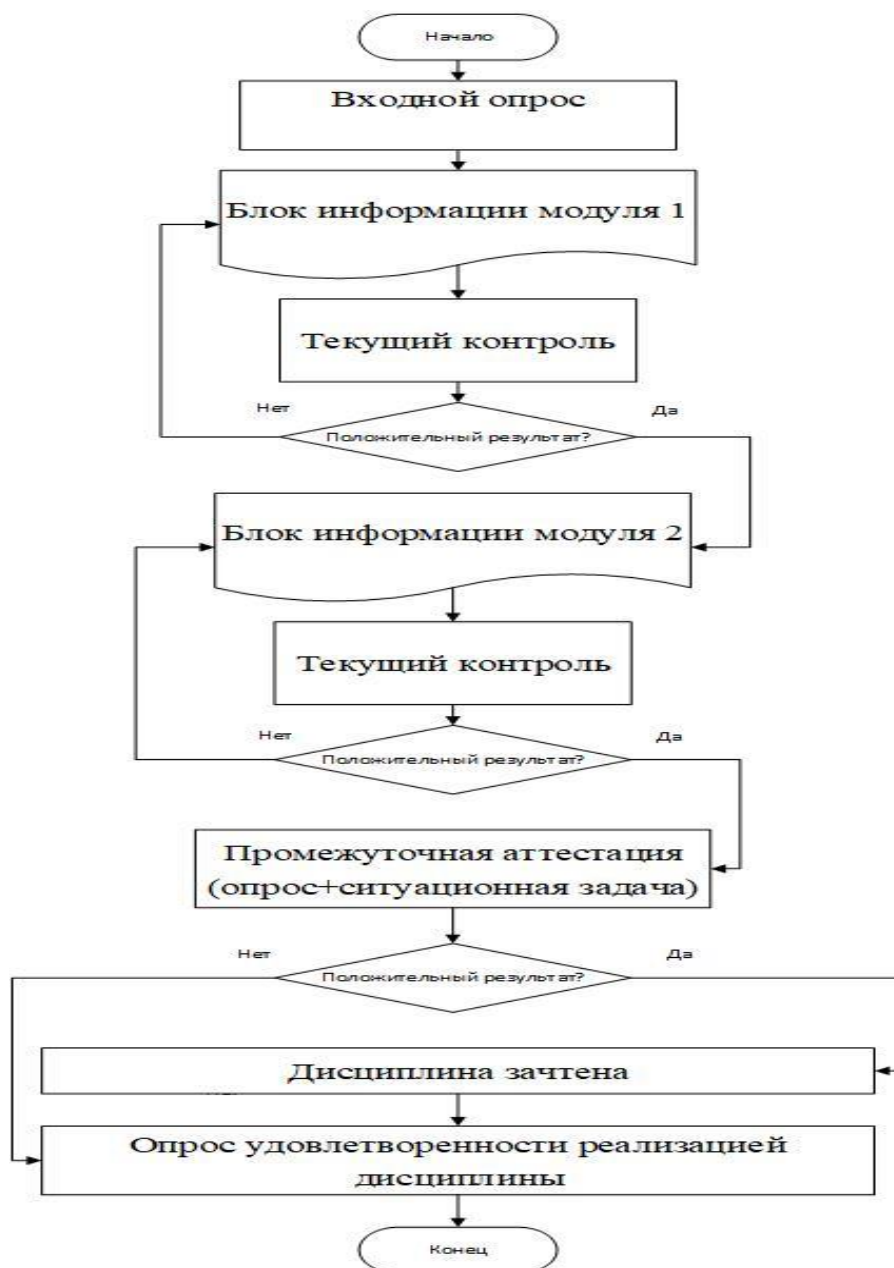 Начало
Входной опрос
Блок информации модуля 1
Текущий контроль
Нет
Да
Положительный результат?
Блок информации модуля 2
Текущий контроль
Нет
Да
Положительный результат?
Промежуточная аттестация
(опрос+ситуационная задача)
Нет
Да
Положительный результат?
Дисциплина зачтена
Опрос удовлетворенности реализацией
дисциплины
Конец